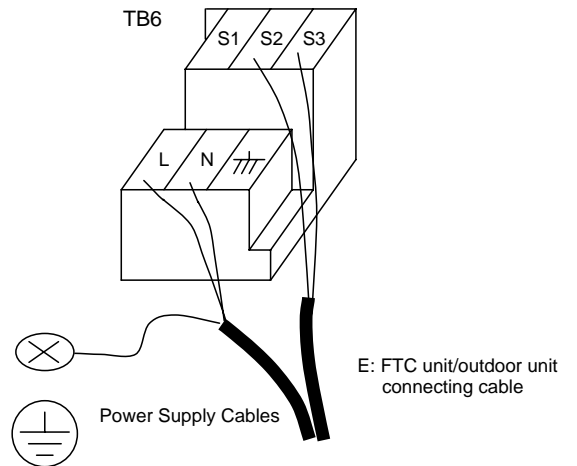 TB6
S1 S2 S3
L N
E: FTC unit/outdoor unit
connecting cable
Power Supply Cables